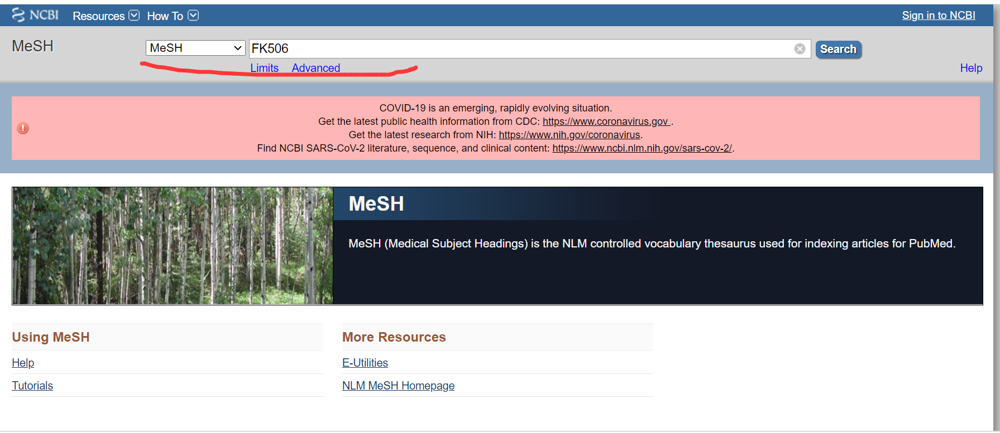 NCBI Resources How To Sign in to NCBI
MeSH MeSH FK506 Search
Limits Advanced Help
COVID-19 is an emerging, rapidly evolving situation.
Get the latest public health information from CDC: https://www.coronavirus.gov .
Get the latest research from NIH: https://www.nih.gov/coronavirus.
Find NCBI SARS-CoV-2 literature, sequence, and clinical content: https://www.ncbi.nlm.nih.gov/sars-cov-2/.
MeSH
MeSH (Medical Subject Headings) is the NLM controlled vocabulary thesaurus used for indexing articles for PubMed.
Using MeSH
Help
Tutorials
More Resources
E-Utilities
NLM MeSH Homepage